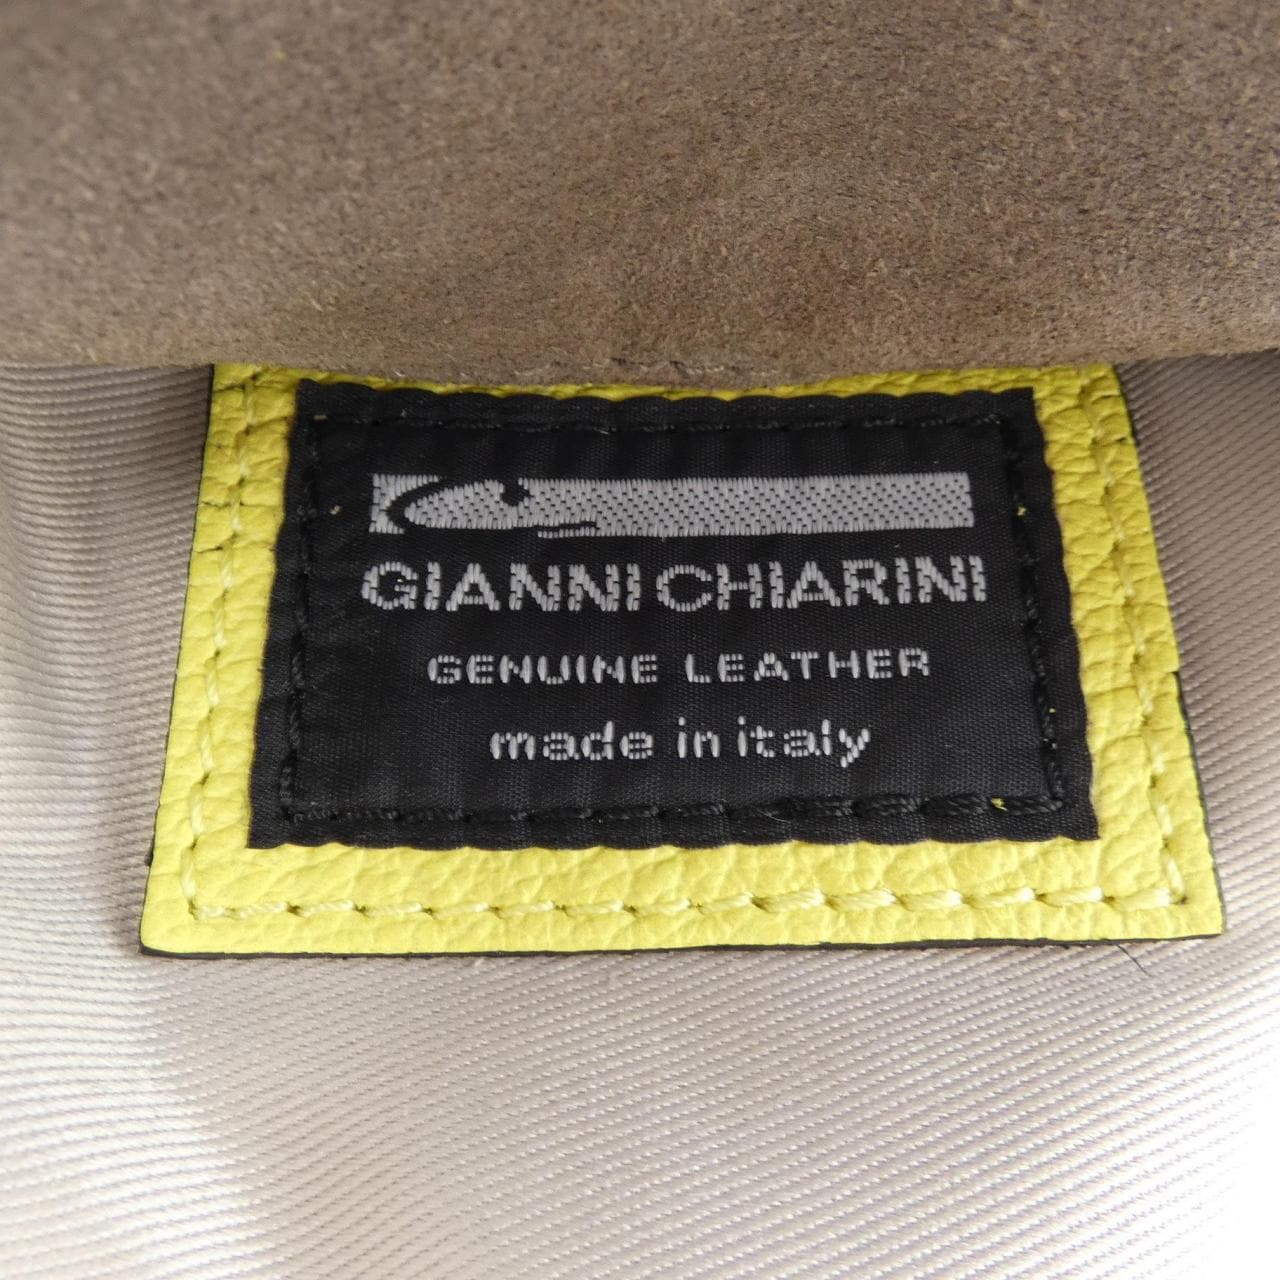 GIANNI CHIARINI
GENUINE LEATHER
made in italy